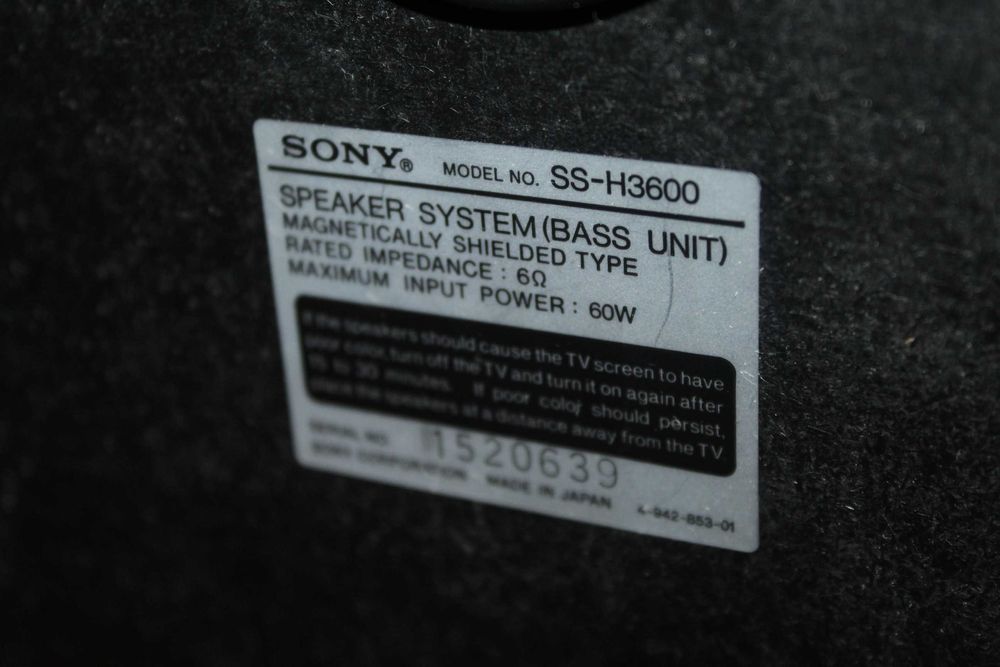 SONY® MODEL NO. SS-H3600
SPEAKER SYSTEM (BASS UNIT)
MAGNETICALLY SHIELDED TYPE
RATED IMPEDANCE : 6Ω
MAXIMUM INPUT POWER : 60W
If the speakers should cause the TV screen to have
poor color, turn off the TV and turn it on again after
15 to 30 minutes. If poor color should persist,
place the speakers at a distance away from the TV.
SERIAL NO. 1520639
SONY CORPORATION MADE IN JAPAN 4-942-853-01